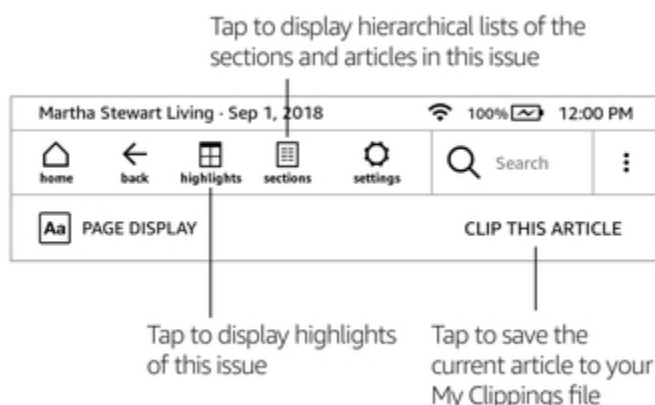 Tap to display hierarchical lists of the
sections and articles in this issue
Martha Stewart Living - Sep 1, 2018 100% 12:00 PM
home back highlights sections settings Search
Aa PAGE DISPLAY CLIP THIS ARTICLE
Tap to display highlights
of this issue
Tap to save the
current article to your
My Clippings file